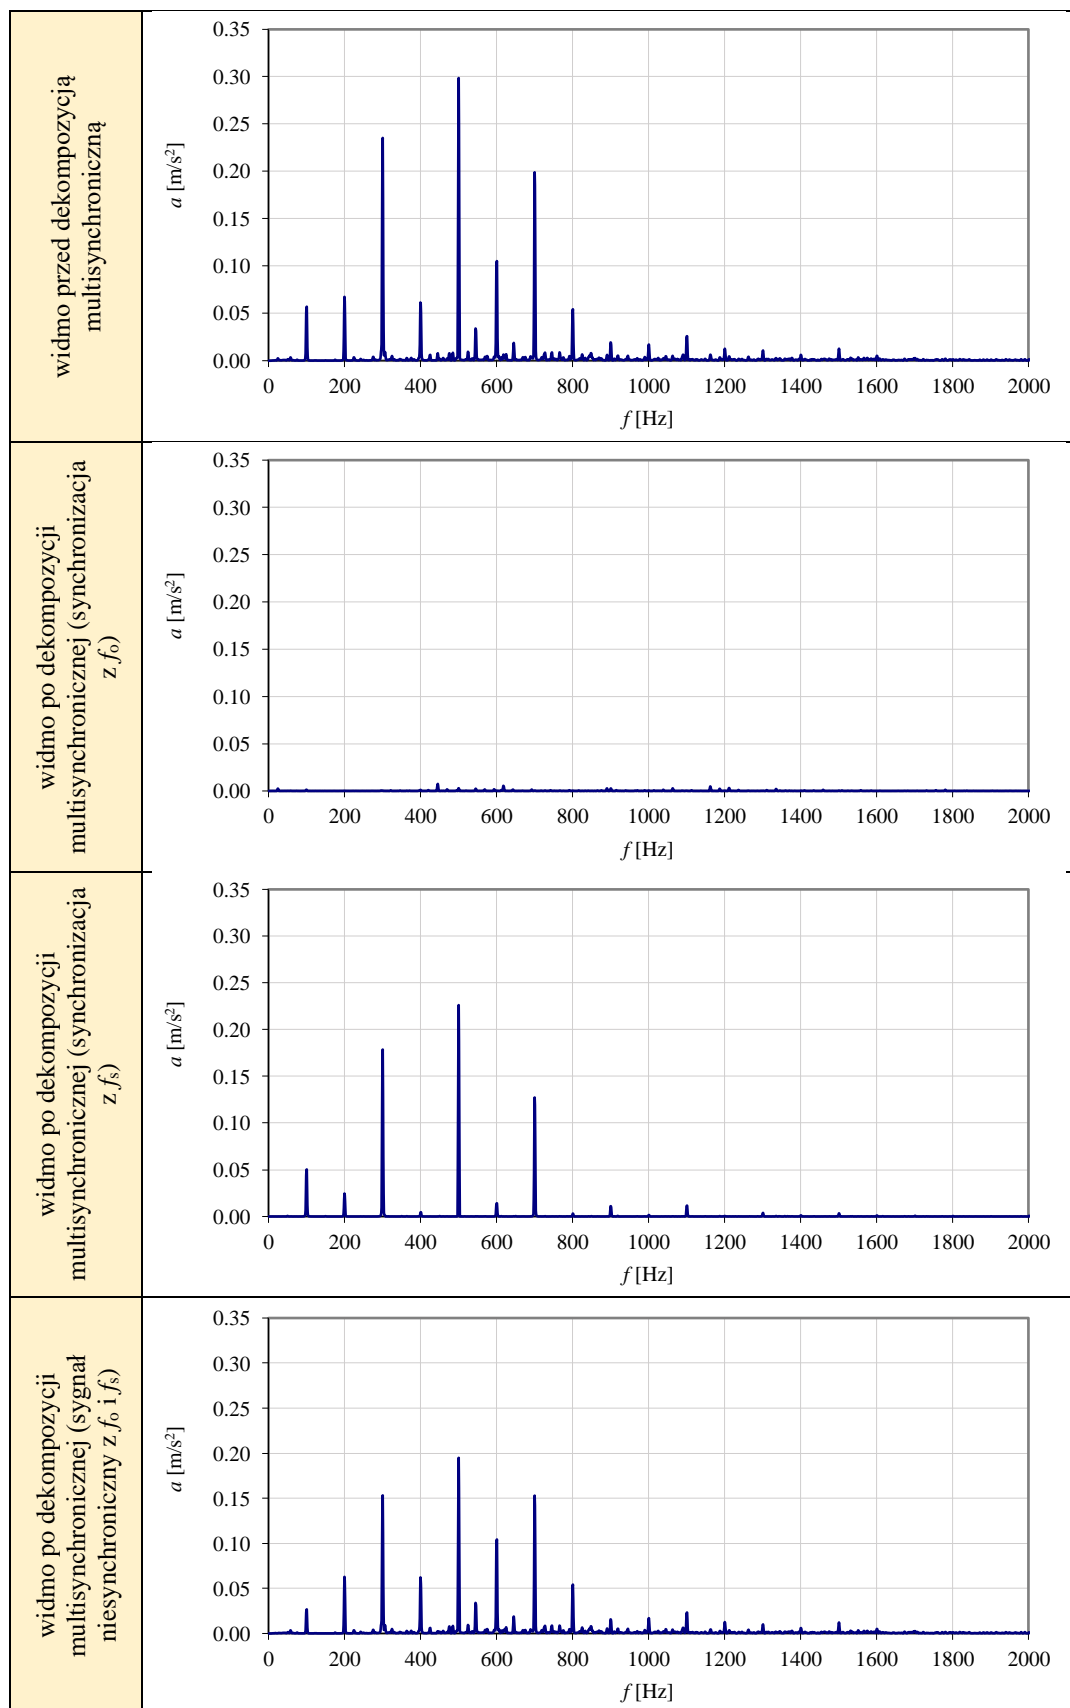 widmo przed dekompozycją
multisynchroniczną
0.35
0.30
0.25
0.20
0.15
0.10
0.05
0.00
a [m/s²]
0 200 400 600 800 1000 1200 1400 1600 1800 2000
f [Hz]
widmo po dekompozycji
multisynchronicznej (synchronizacja
z fo)
0.35
0.30
0.25
0.20
0.15
0.10
0.05
0.00
a [m/s²]
0 200 400 600 800 1000 1200 1400 1600 1800 2000
f [Hz]
widmo po dekompozycji
multisynchronicznej (synchronizacja
z fs)
0.35
0.30
0.25
0.20
0.15
0.10
0.05
0.00
a [m/s²]
0 200 400 600 800 1000 1200 1400 1600 1800 2000
f [Hz]
widmo po dekompozycji
multisynchronicznej (sygnał
niesynchroniczny z fo i fs)
0.35
0.30
0.25
0.20
0.15
0.10
0.05
0.00
a [m/s²]
0 200 400 600 800 1000 1200 1400 1600 1800 2000
f [Hz]